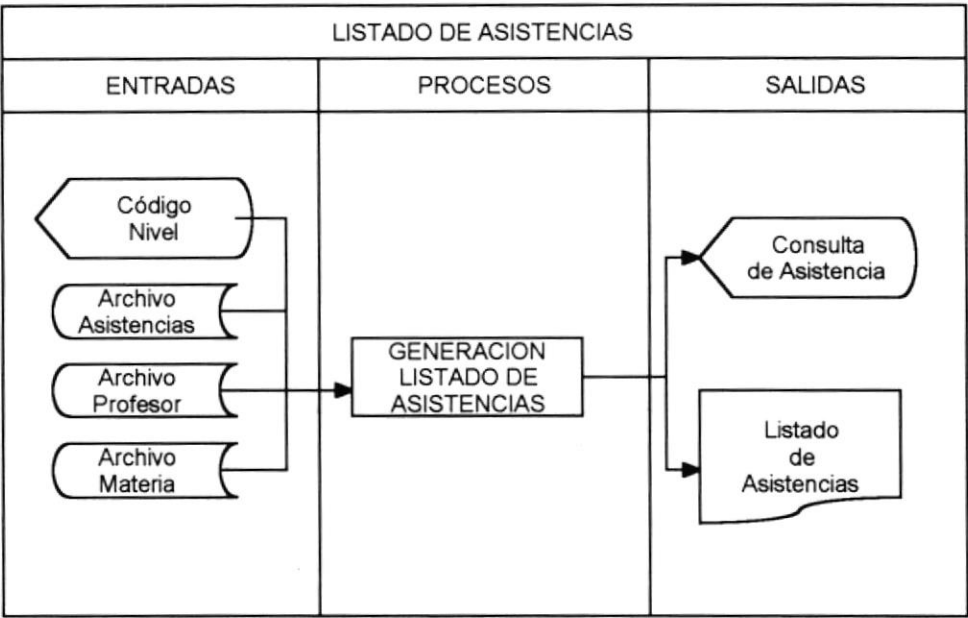 LISTADO DE ASISTENCIAS
ENTRADAS
PROCESOS
SALIDAS
Código
Nivel
Archivo
Asistencias
Archivo
Profesor
Archivo
Materia
GENERACION
LISTADO DE
ASISTENCIAS
Consulta
de Asistencia
Listado
de
Asistencias